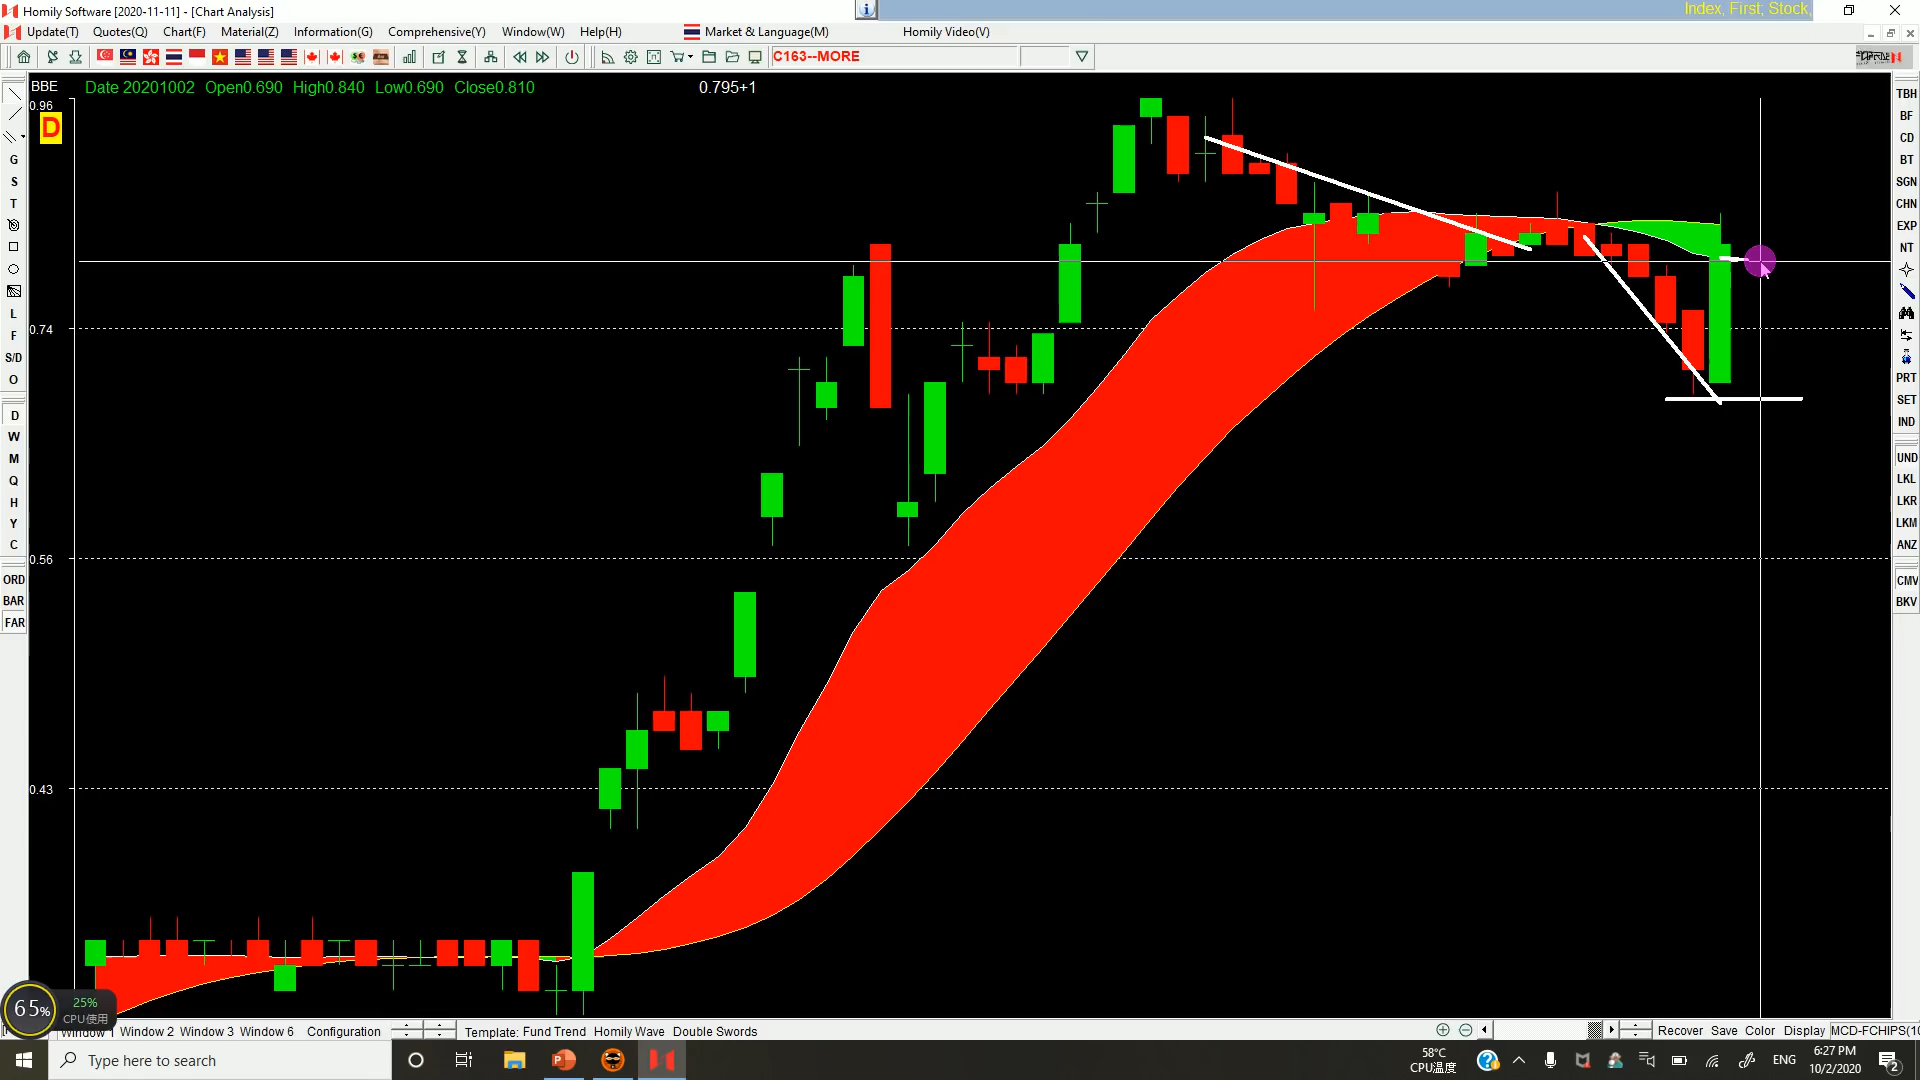 Homily Software [2020-11-11] - [Chart Analysis]
Index, First; Stock,
Update(T) Quotes(Q) Chart(F) Material(Z) Information(G) Comprehensive(Y) Window(W) Help(H) Market & Language(M) Homily Video(V)
C163--MORE
BBE Date 20201002 Open0.690 High0.840 Low0.690 Close0.810 0.795+1
0.96
D
0.74
0.56
0.43
G
S
T
L
F
S/D
O
D
W
M
Q
H
Y
C
ORD
BAR
FAR
TBH
BF
CD
BT
SGN
CHN
EXP
NT
PRT
SET
IND
UND
LKL
LKR
LKM
ANZ
CMV
BKV
65%
25%
CPU使用
Window 2 Window 3 Window 6 Configuration Template: Fund Trend Homily Wave Double Swords
Recover Save Color Display MCD-FCHIPS(10
Type here to search
58°C
CPU温度
ENG
6:27 PM
10/2/2020
2